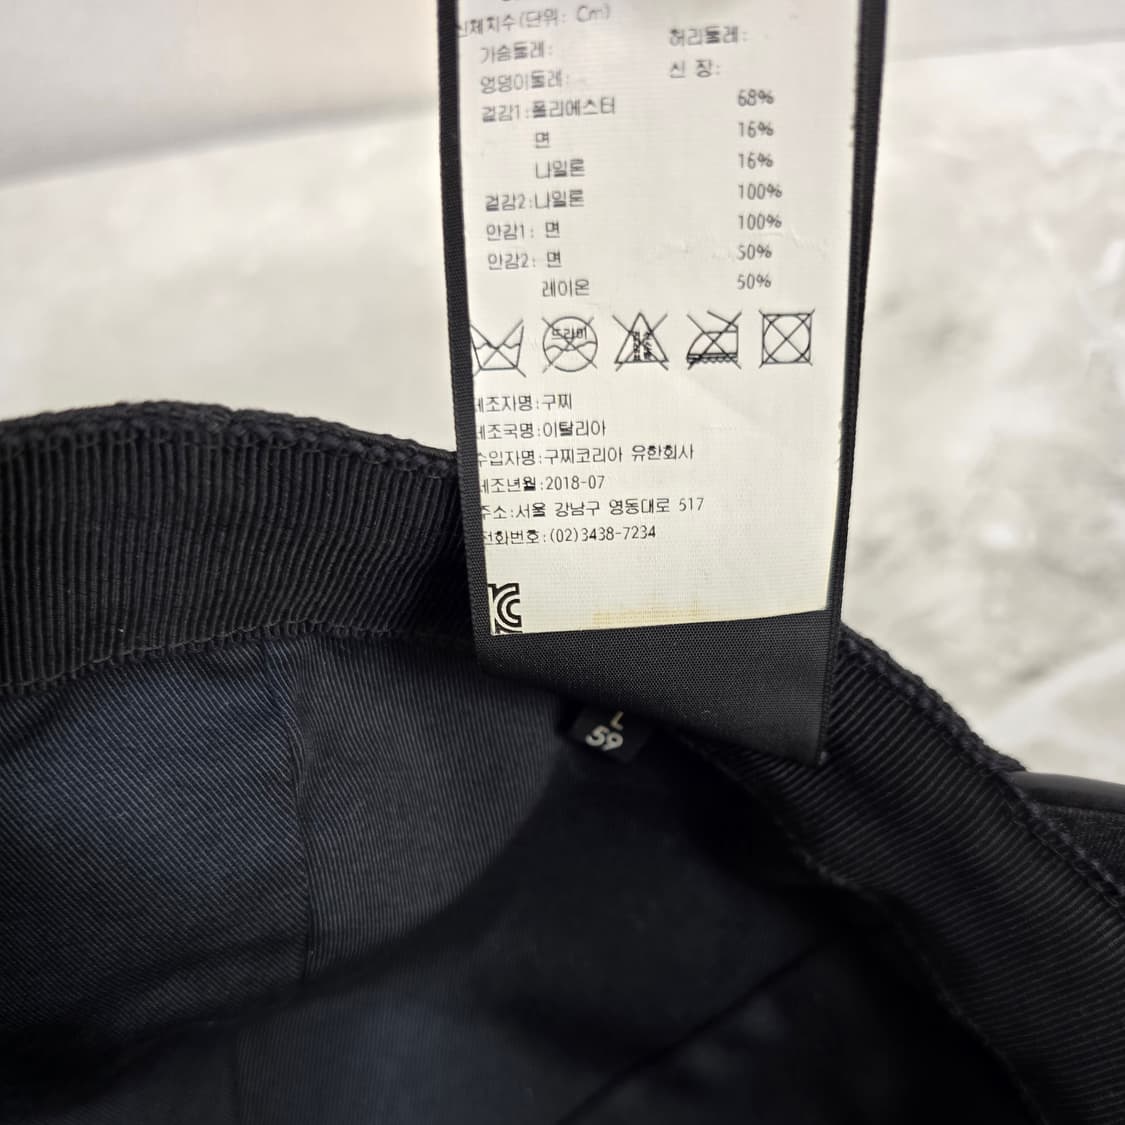 신체치수(단위: Cm)
가슴둘레: 허리둘레:
엉덩이둘레: 신 장:
겉감1:폴리에스터 68%
면 16%
나일론 16%
겉감2:나일론 100%
안감1: 면 100%
안감2: 면 50%
레이온 50%
드라이
제조자명:구찌
제조국명:이탈리아
수입자명:구찌코리아 유한회사
제조년월:2018-07
주소:서울 강남구 영동대로 517
전화번호:(02)3438-7234
KC
L
59